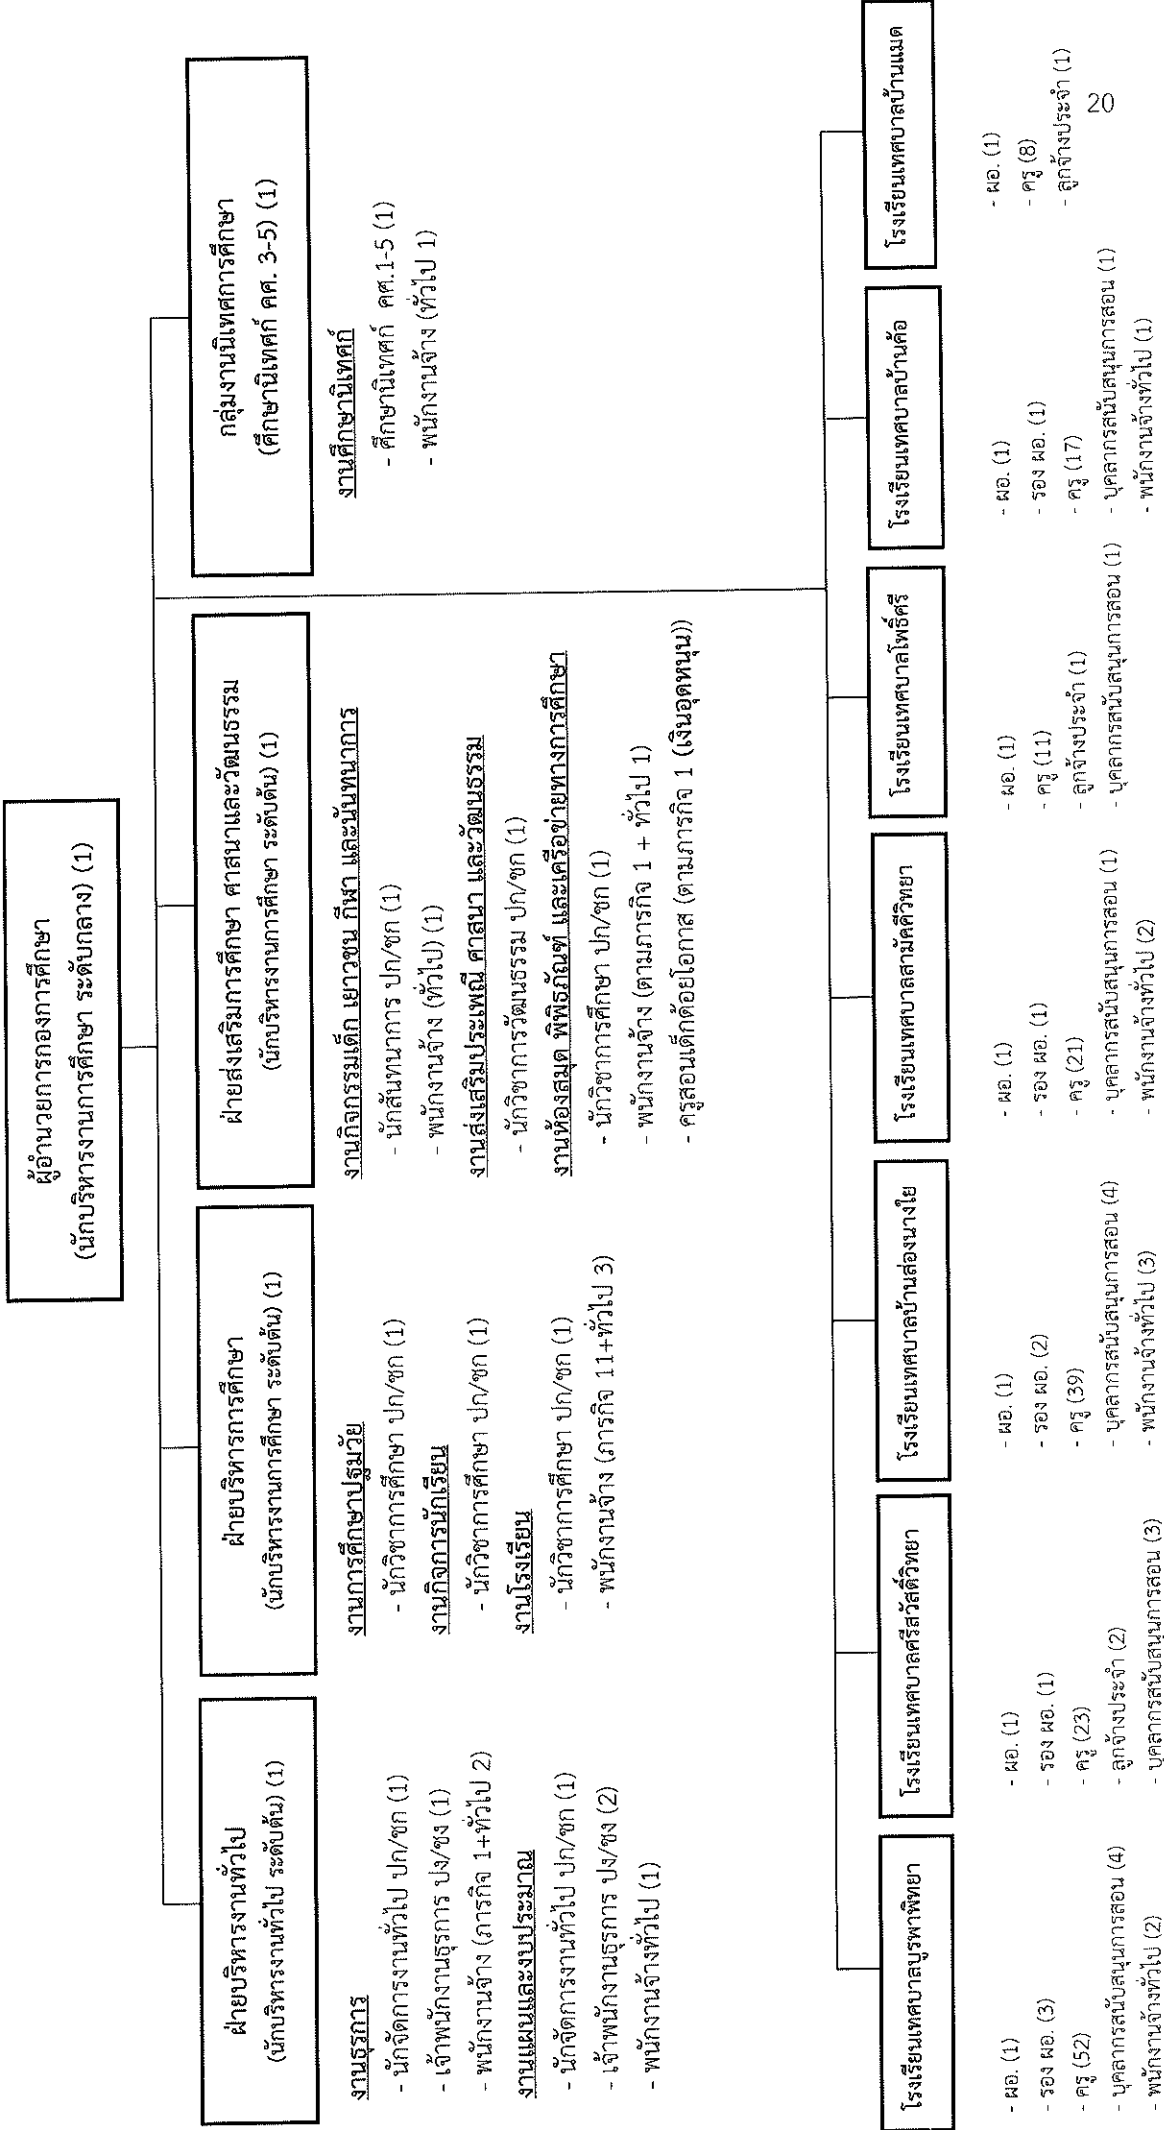 ผู้อำนวยการกองการศึกษา
(นักบริหารงานการศึกษา ระดับกลาง) (1)
ฝ่ายบริหารงานทั่วไป
(นักบริหารงานทั่วไป ระดับต้น) (1)
งานธุรการ
- นักจัดการงานทั่วไป ปก/ชก (1)
- เจ้าพนักงานธุรการ ปง/ชง (1)
- พนักงานจ้าง (ภารกิจ 1+ทั่วไป 2)
งานแผนและงบประมาณ
- นักจัดการงานทั่วไป ปก/ชก (1)
- เจ้าพนักงานธุรการ ปง/ชง (2)
- พนักงานจ้างทั่วไป (1)
ฝ่ายบริหารการศึกษา
(นักบริหารงานการศึกษา ระดับต้น) (1)
งานการศึกษาปฐมวัย
- นักวิชาการศึกษา ปก/ชก (1)
งานกิจการนักเรียน
- นักวิชาการศึกษา ปก/ชก (1)
งานโรงเรียน
- นักวิชาการศึกษา ปก/ชก (1)
- พนักงานจ้าง (ภารกิจ 11+ทั่วไป 3)
ฝ่ายส่งเสริมการศึกษา ศาสนาและวัฒนธรรม
(นักบริหารงานการศึกษา ระดับต้น) (1)
งานกิจกรรมเด็ก เยาวชน กีฬา และนันทนาการ
- นักสันทนาการ ปก/ชก (1)
- พนักงานจ้าง (ทั่วไป) (1)
งานส่งเสริมประเพณี ศาสนา และวัฒนธรรม
- นักวิชาการวัฒนธรรม ปก/ชก (1)
งานห้องสมุด พิพิธภัณฑ์ และเครือข่ายทางการศึกษา
- นักวิชาการศึกษา ปก/ชก (1)
- พนักงานจ้าง (ตามภารกิจ 1 + ทั่วไป 1)
- ครูสอนเด็กด้อยโอกาส (ตามภารกิจ 1 (เงินอุดหนุน))
กลุ่มงานนิเทศการศึกษา
(ศึกษานิเทศก์ คศ. 3-5) (1)
งานศึกษานิเทศก์
- ศึกษานิเทศก์ คศ.1-5 (1)
- พนักงานจ้าง (ทั่วไป 1)
โรงเรียนเทศบาลบูรพาพิทยา
- ผอ. (1)
- รอง ผอ. (3)
- ครู (52)
- บุคลากรสนับสนุนการสอน (4)
- พนักงานจ้างทั่วไป (2)
โรงเรียนเทศบาลศรีสวัสดิ์วิทยา
- ผอ. (1)
- รอง ผอ. (1)
- ครู (23)
- ลูกจ้างประจำ (2)
- บุคลากรสนับสนุนการสอน (3)
โรงเรียนเทศบาลบ้านส่องนางใย
- ผอ. (1)
- รอง ผอ. (2)
- ครู (39)
- บุคลากรสนับสนุนการสอน (4)
- พนักงานจ้างทั่วไป (3)
โรงเรียนเทศบาลสามัคคีวิทยา
- ผอ. (1)
- รอง ผอ. (1)
- ครู (21)
- บุคลากรสนับสนุนการสอน (1)
- พนักงานจ้างทั่วไป (2)
โรงเรียนเทศบาลโพธิ์ศรี
- ผอ. (1)
- ครู (11)
- ลูกจ้างประจำ (1)
- บุคลากรสนับสนุนการสอน (1)
โรงเรียนเทศบาลบ้านค้อ
- ผอ. (1)
- รอง ผอ. (1)
- ครู (17)
- บุคลากรสนับสนุนการสอน (1)
- พนักงานจ้างทั่วไป (1)
โรงเรียนเทศบาลบ้านแมด
- ผอ. (1)
- ครู (8)
- ลูกจ้างประจำ (1)
20